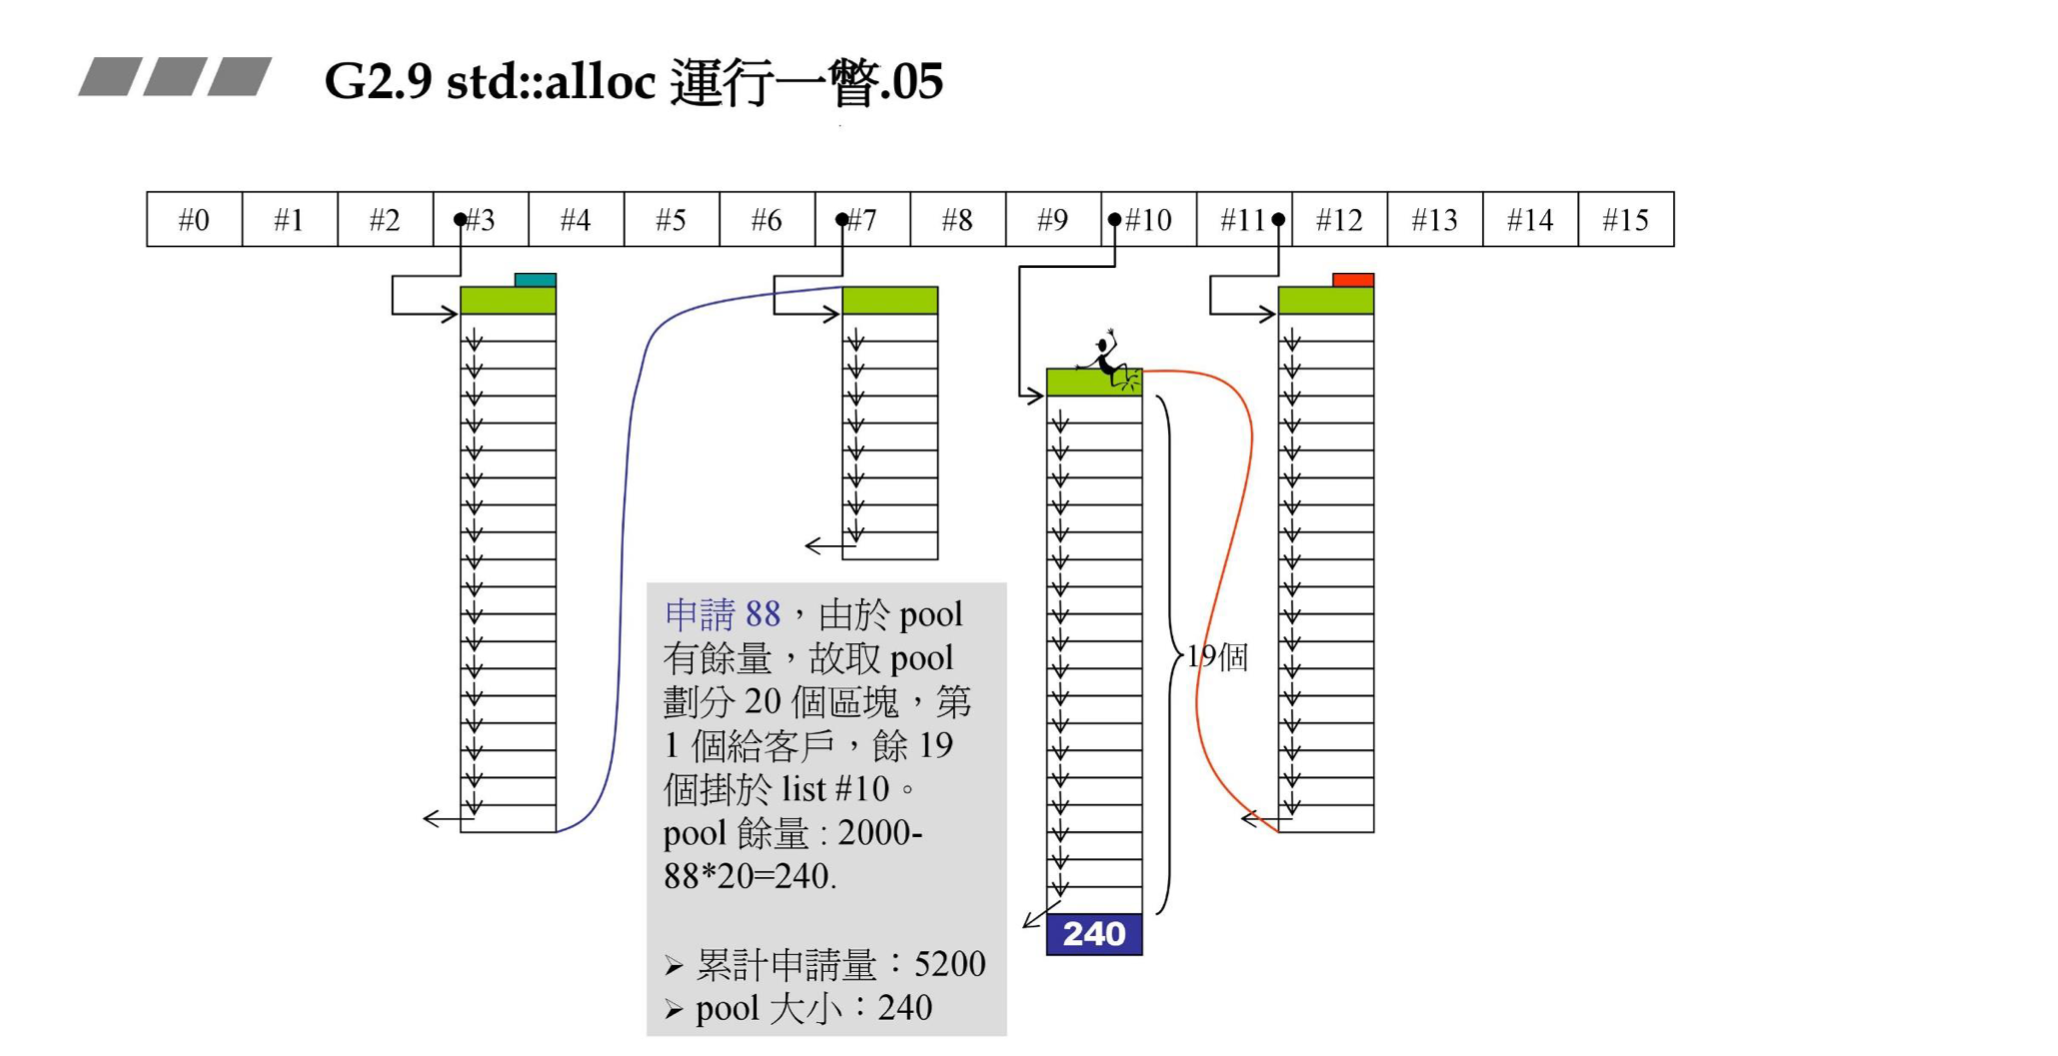 G2.9 std::alloc 運行一瞥.05
#0 #1 #2 #3 #4 #5 #6 #7 #8 #9 #10 #11 #12 #13 #14 #15
申請 88，由於 pool
有餘量，故取 pool
劃分 20 個區塊，第
1 個給客戶，餘 19
個掛於 list #10。
pool 餘量 : 2000-
88*20=240.
➢ 累計申請量：5200
➢ pool 大小：240
19個
240